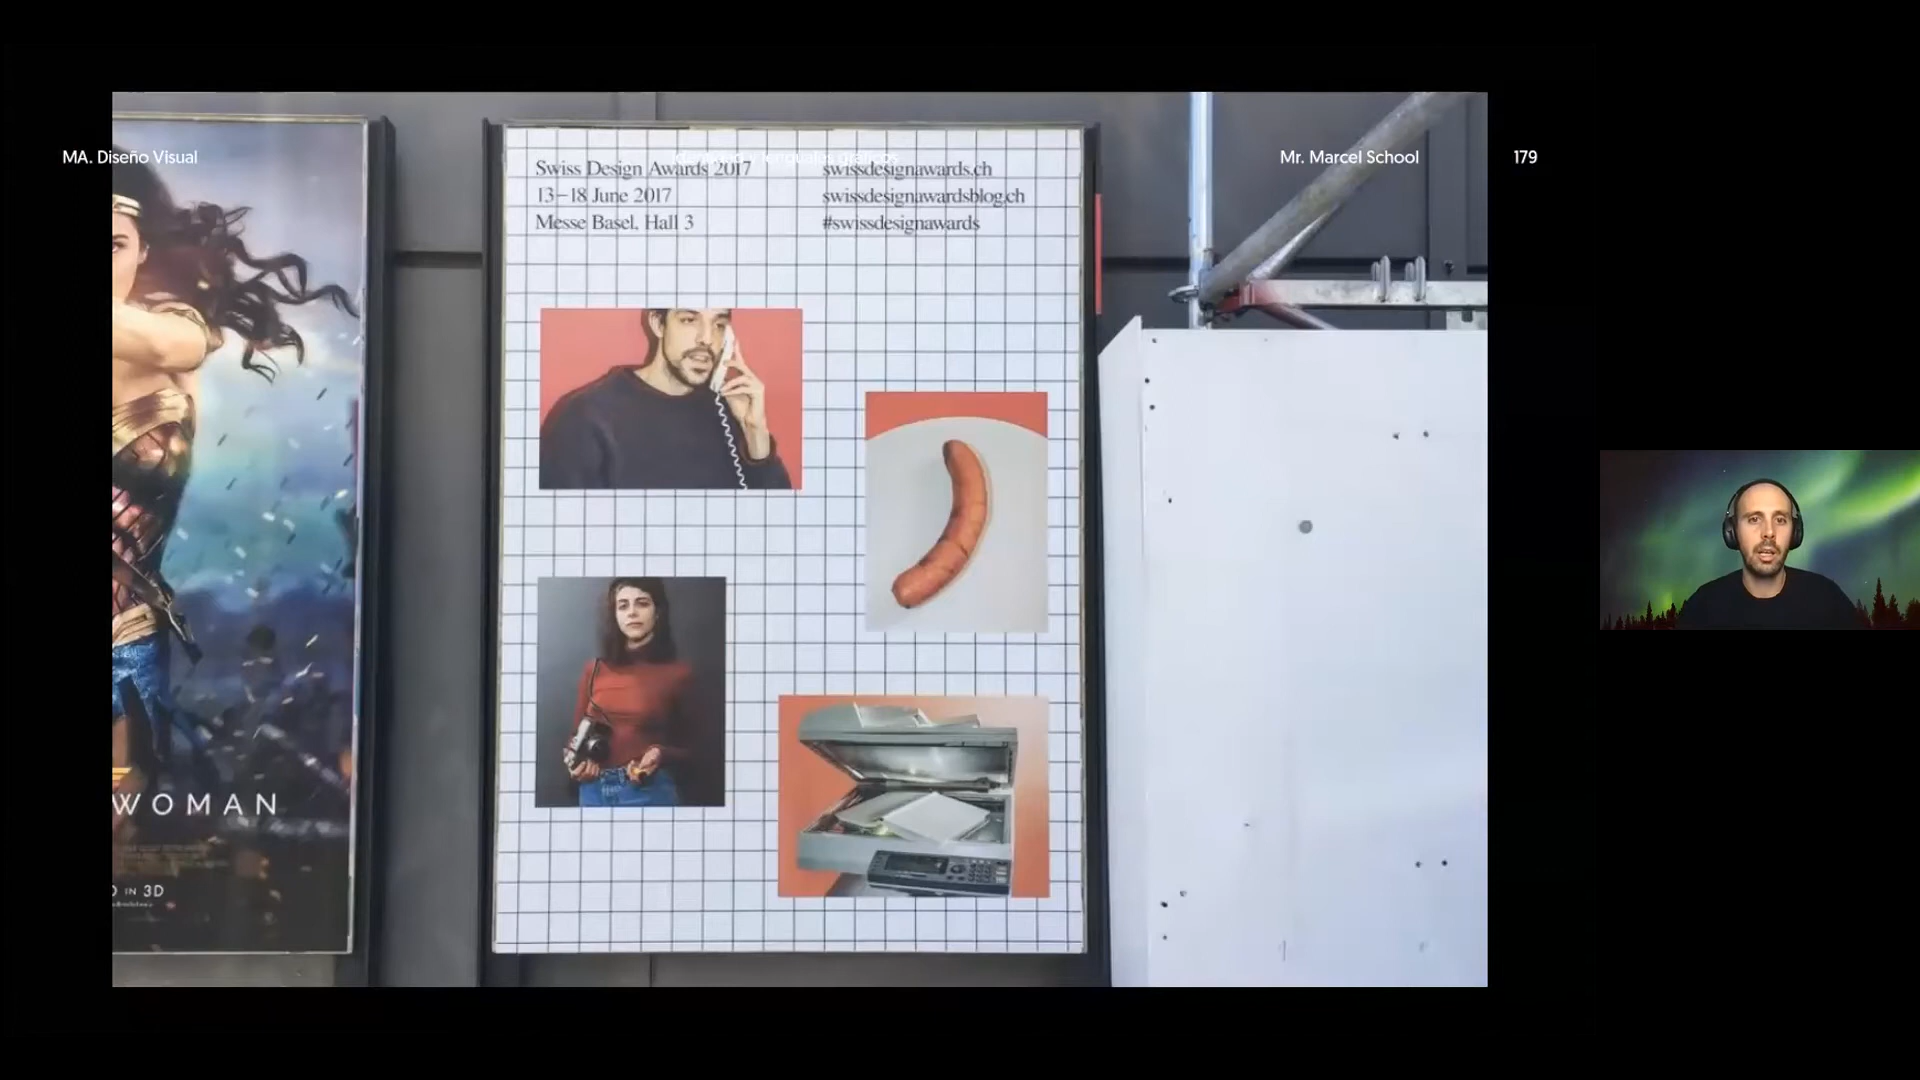 MA. Diseño Visual
Mr. Marcel School
179
Swiss Design Awards 2017
13–18 June 2017
Messe Basel, Hall 3
swissdesignawards.ch
swissdesignawardsblog.ch
#swissdesignawards
WOMAN
IN 3D